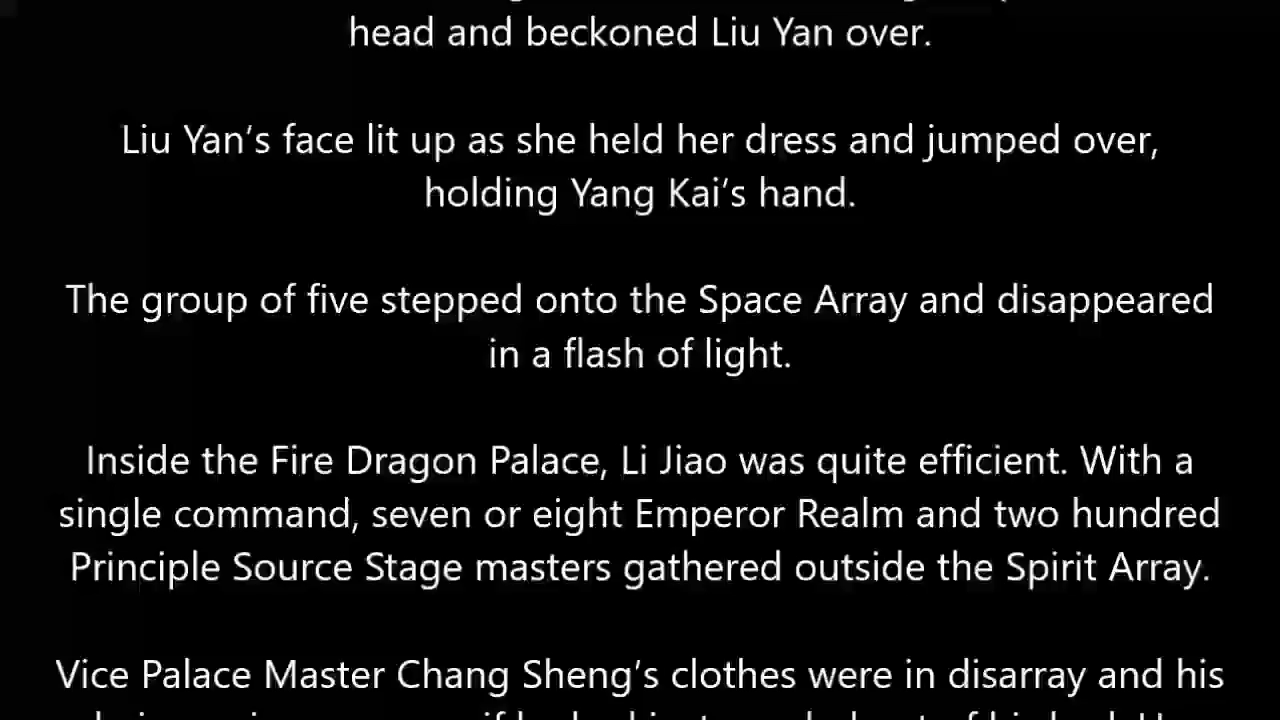 head and beckoned Liu Yan over.
Liu Yan’s face lit up as she held her dress and jumped over,
holding Yang Kai’s hand.
The group of five stepped onto the Space Array and disappeared
in a flash of light.
Inside the Fire Dragon Palace, Li Jiao was quite efficient. With a
single command, seven or eight Emperor Realm and two hundred
Principle Source Stage masters gathered outside the Spirit Array.
Vice Palace Master Chang Sheng’s clothes were in disarray and his